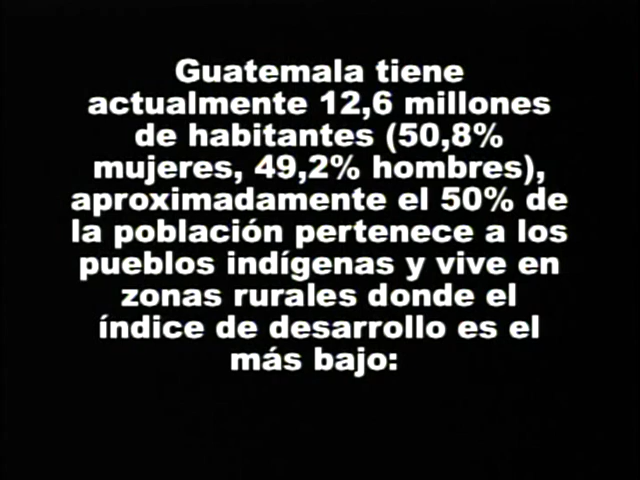 Guatemala tiene
actualmente 12,6 millones
de habitantes (50,8%
mujeres, 49,2% hombres),
aproximadamente el 50% de
la población pertenece a los
pueblos indígenas y vive en
zonas rurales donde el
índice de desarrollo es el
más bajo: